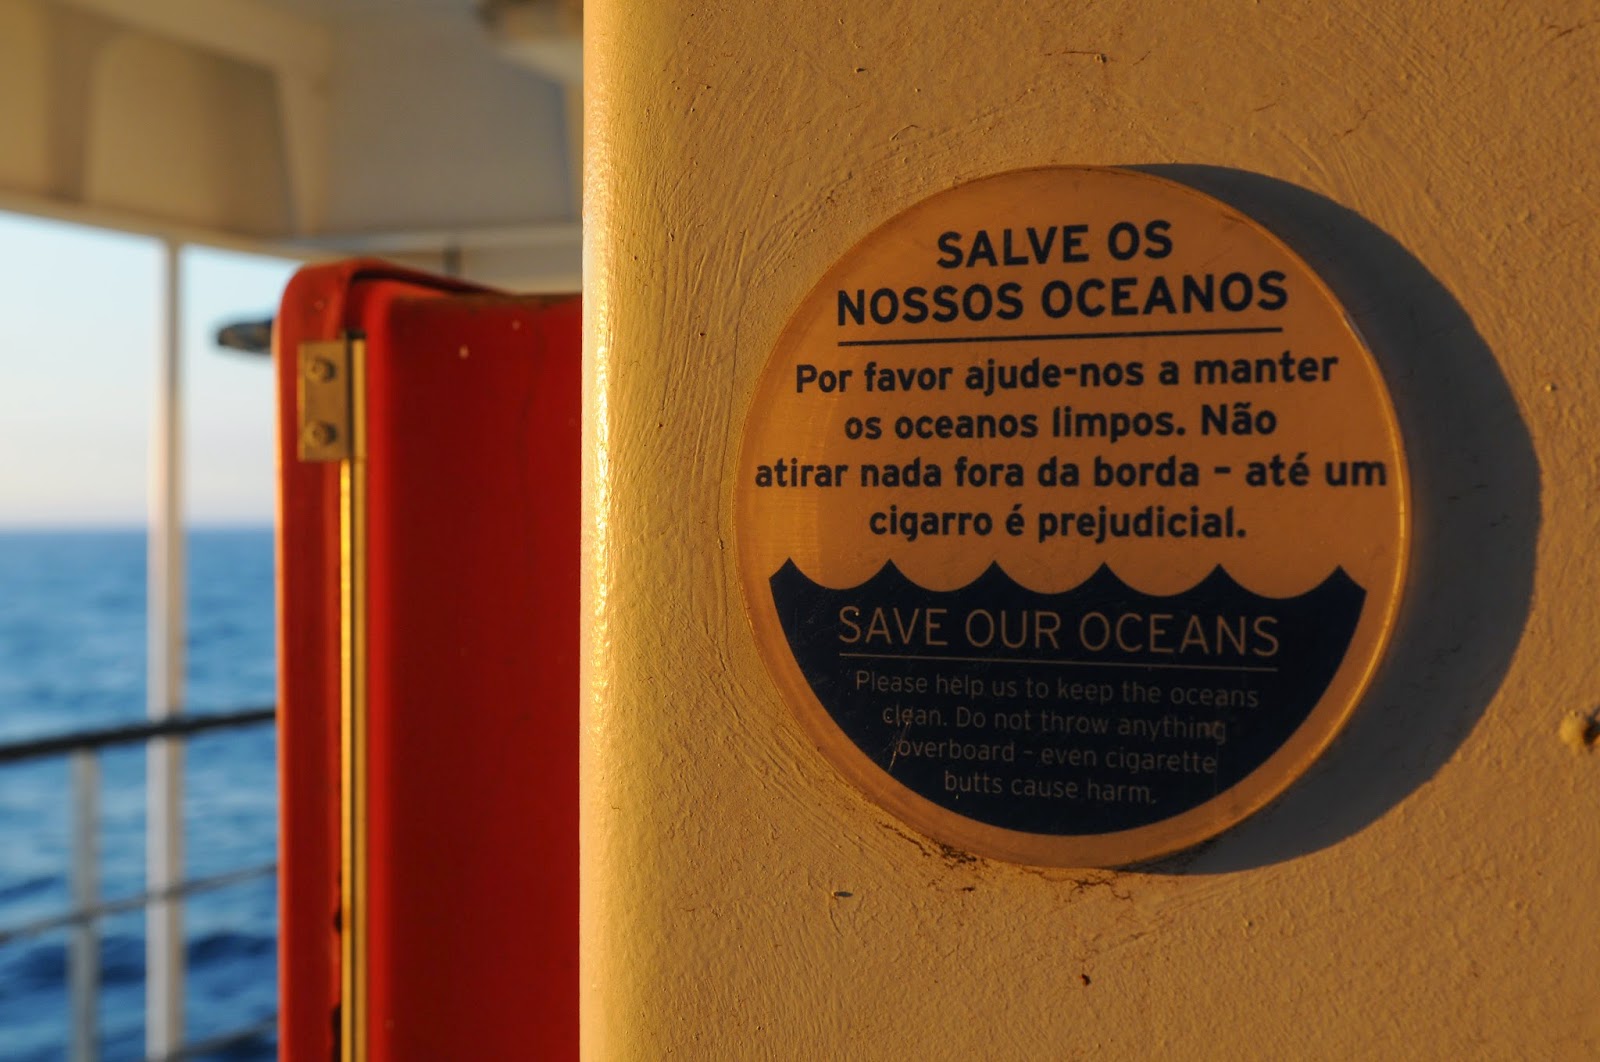 SALVE OS
NOSSOS OCEANOS
Por favor ajude-nos a manter
os oceanos limpos. Não
atirar nada fora da borda – até um
cigarro é prejudicial.
SAVE OUR OCEANS
Please help us to keep the oceans
clean. Do not throw anything
overboard – even cigarette
butts cause harm.